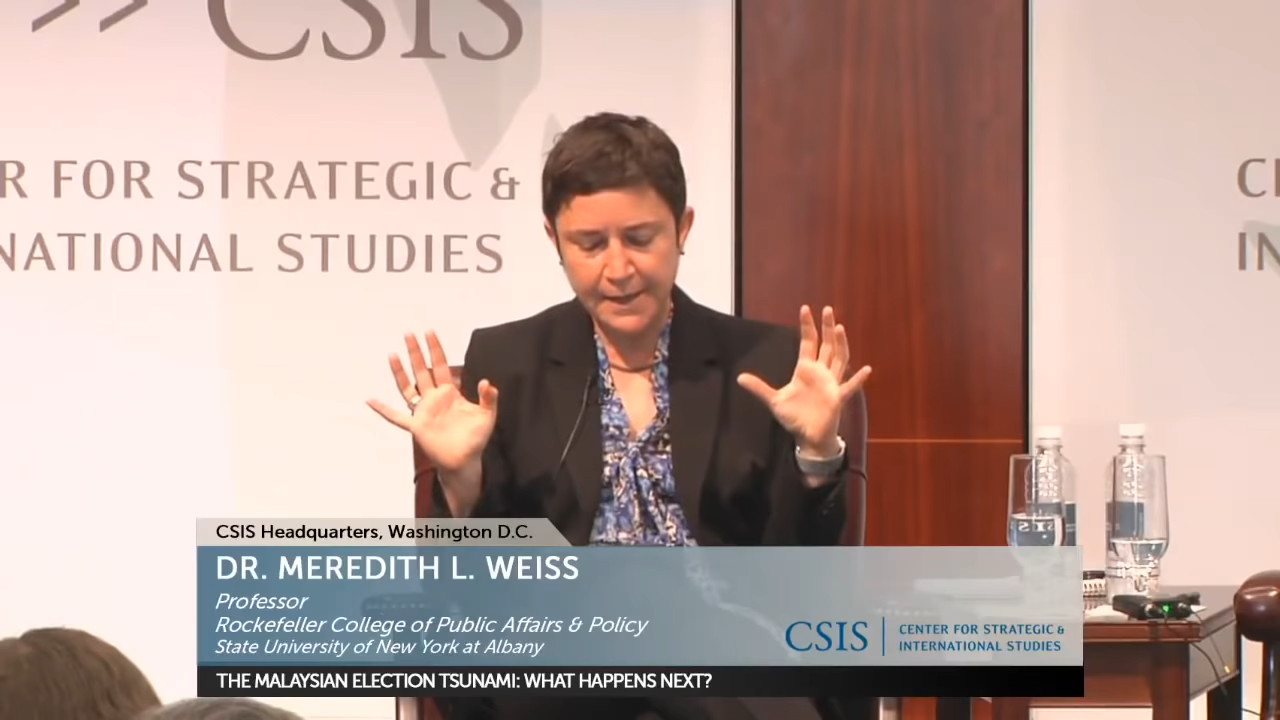 CSIS
R FOR STRATEGIC &
NATIONAL STUDIES
CSIS Headquarters, Washington D.C.
DR. MEREDITH L. WEISS
Professor
Rockefeller College of Public Affairs & Policy
State University of New York at Albany
CSIS
CENTER FOR STRATEGIC &
INTERNATIONAL STUDIES
THE MALAYSIAN ELECTION TSUNAMI: WHAT HAPPENS NEXT?